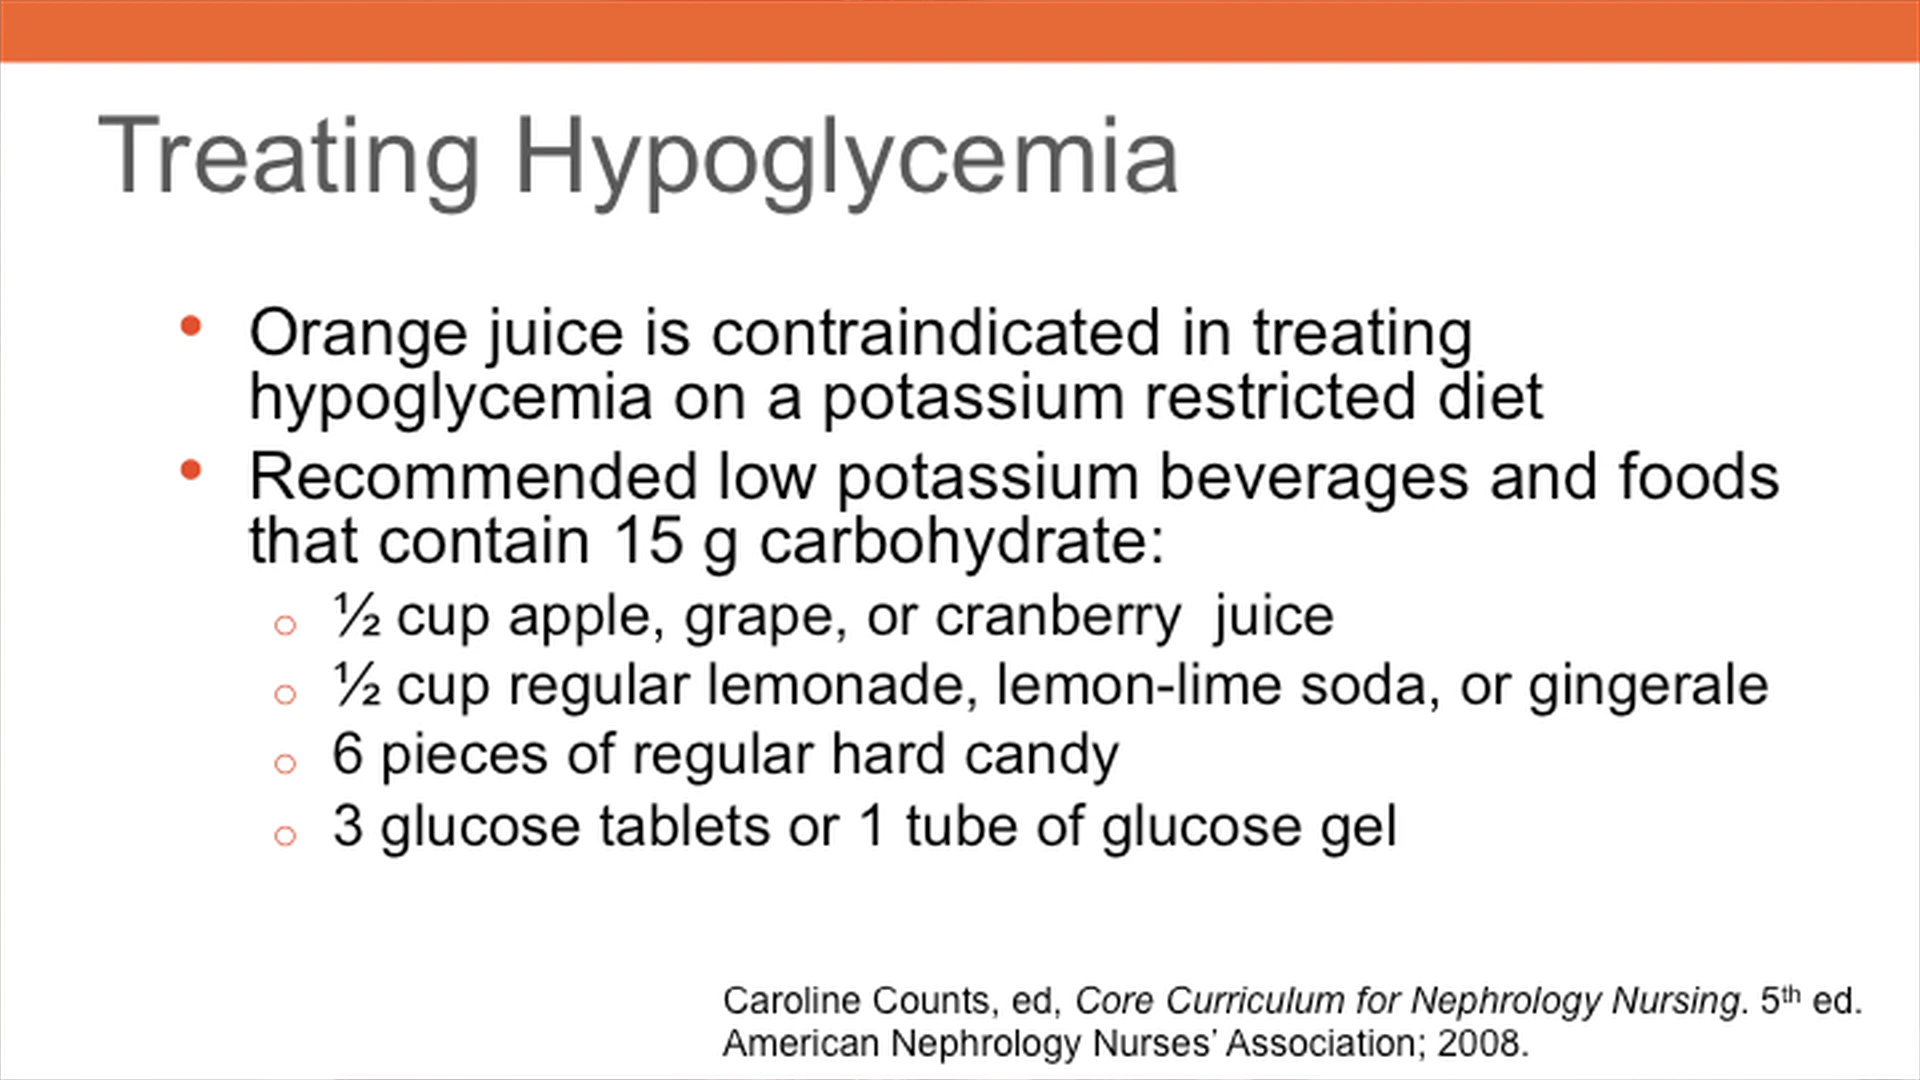 Treating Hypoglycemia
• Orange juice is contraindicated in treating
hypoglycemia on a potassium restricted diet
• Recommended low potassium beverages and foods
that contain 15 g carbohydrate:
○ ½ cup apple, grape, or cranberry  juice
○ ½ cup regular lemonade, lemon-lime soda, or gingerale
○ 6 pieces of regular hard candy
○ 3 glucose tablets or 1 tube of glucose gel
Caroline Counts, ed, Core Curriculum for Nephrology Nursing. 5th ed.
American Nephrology Nurses’ Association; 2008.